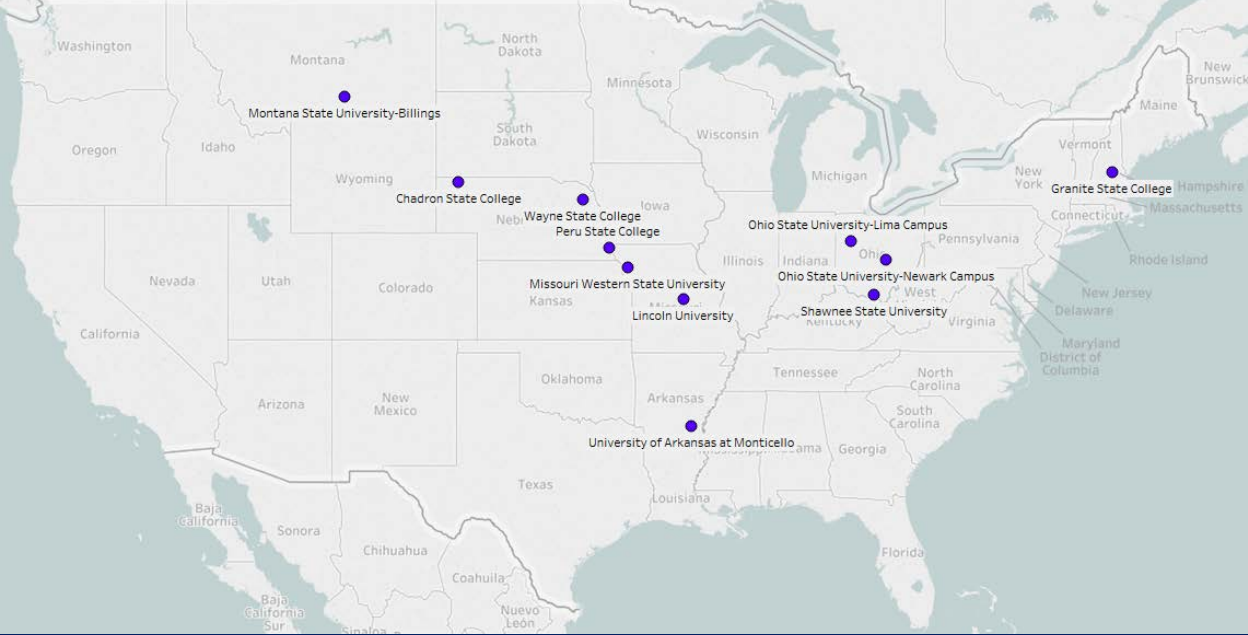 Washington
Montana
North
Dakota
Minnesota
New
Brunswick
Maine
Montana State University-Billings
Oregon
Idaho
South
Dakota
Wisconsin
Vermont
Wyoming
Michigan
New
York
Granite State College
Hampshire
Massachusetts
Connecticut
Chadron State College
Wayne State College
Iowa
Peru State College
Ohio State University-Lima Campus
Pennsylvania
Rhode Island
Nevada
Utah
Colorado
Illinois
Indiana
Ohio State University-Newark Campus
Missouri Western State University
Kansas
West
Virginia
New Jersey
Delaware
Maryland
District of
Columbia
Lincoln University
Shawnee State University
Kentucky
California
Arizona
New
Mexico
Oklahoma
Arkansas
Tennessee
North
Carolina
South
Carolina
University of Arkansas at Monticello
Georgia
Texas
Louisiana
Florida
Baja
California
Sonora
Chihuahua
Coahuila
Baja
California
Sur
Nuevo
León